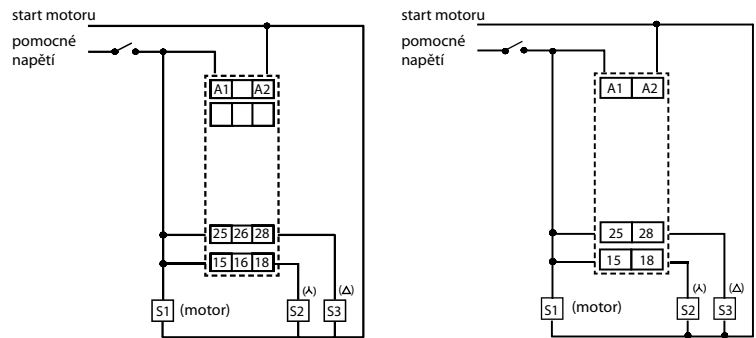 start motoru
pomocné
napětí
A1 A2
25 26 28
15 16 18
(⅄) (Δ)
S1 (motor) S2 S3
start motoru
pomocné
napětí
A1 A2
25 28
15 18
(⅄) (Δ)
S1 (motor) S2 S3